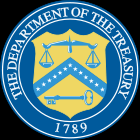 THE DEPARTMENT OF THE TREASURY
1789